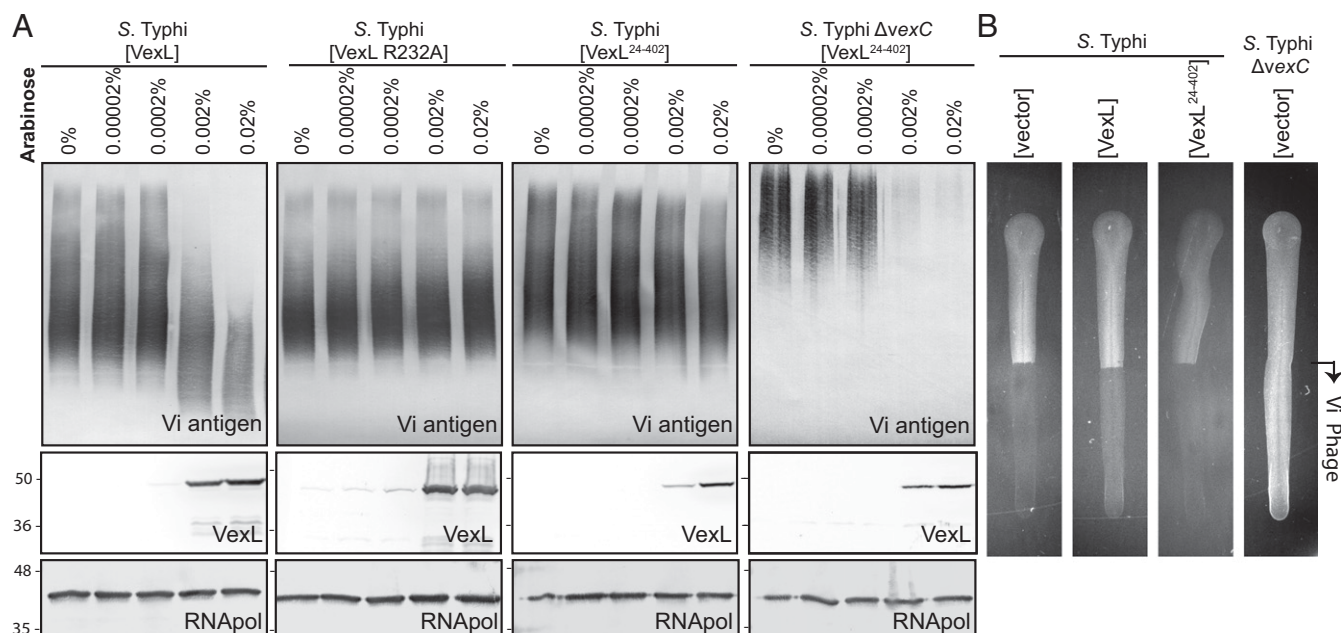 A
S. Typhi
[VexL]
S. Typhi
[VexL R232A]
S. Typhi
[VexL24-402]
S. Typhi ΔvexC
[VexL24-402]
Arabinose
0% 0.00002% 0.0002% 0.002% 0.02%
0% 0.00002% 0.0002% 0.002% 0.02%
0% 0.00002% 0.0002% 0.002% 0.02%
0% 0.00002% 0.0002% 0.002% 0.02%
Vi antigen
Vi antigen
Vi antigen
Vi antigen
50
36
VexL
VexL
VexL
VexL
48
35
RNApol
RNApol
RNApol
RNApol
B
S. Typhi
S. Typhi
ΔvexC
[vector]
[VexL]
[VexL24-402]
[vector]
Vi Phage